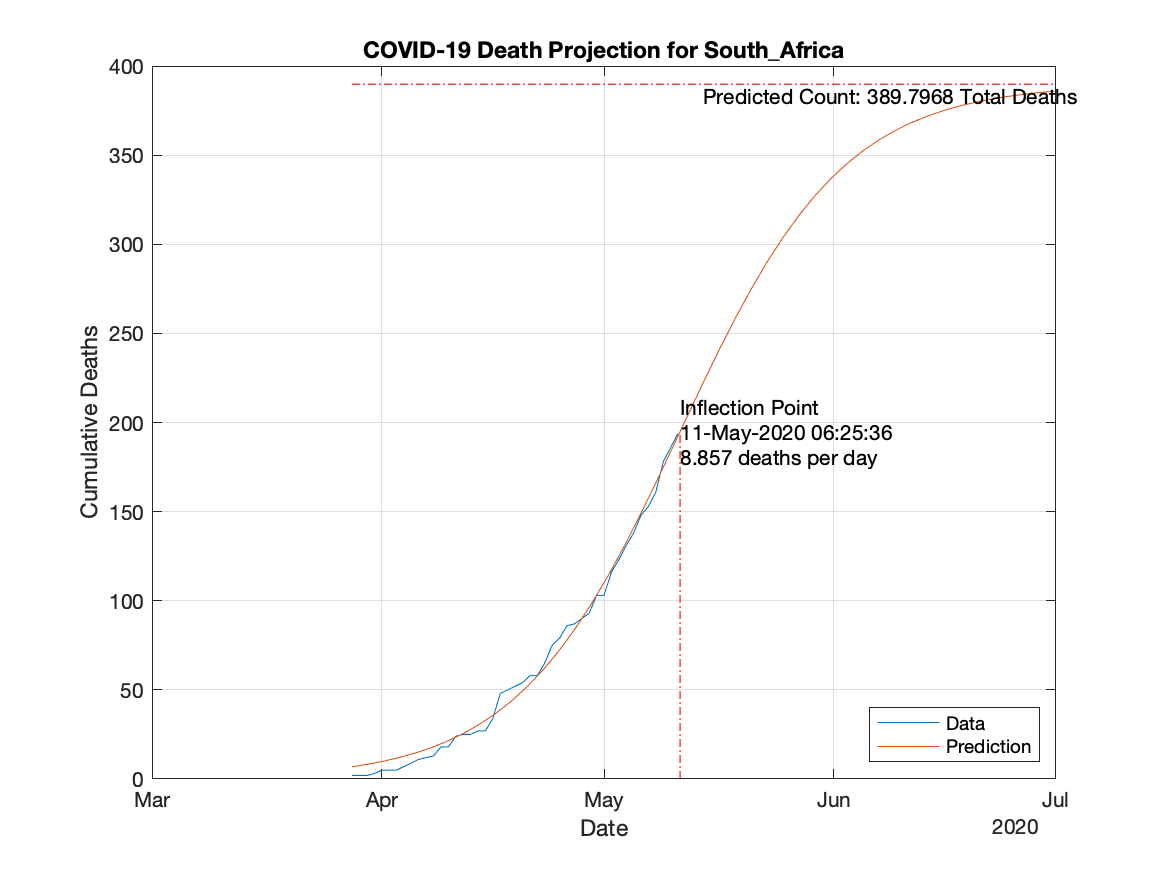 COVID-19 Death Projection for South_Africa
400
350
300
250
200
150
100
50
0
Cumulative Deaths
Predicted Count: 389.7968 Total Deaths
Inflection Point
11-May-2020 06:25:36
8.857 deaths per day
Data
Prediction
Mar Apr May Jun Jul
Date
2020